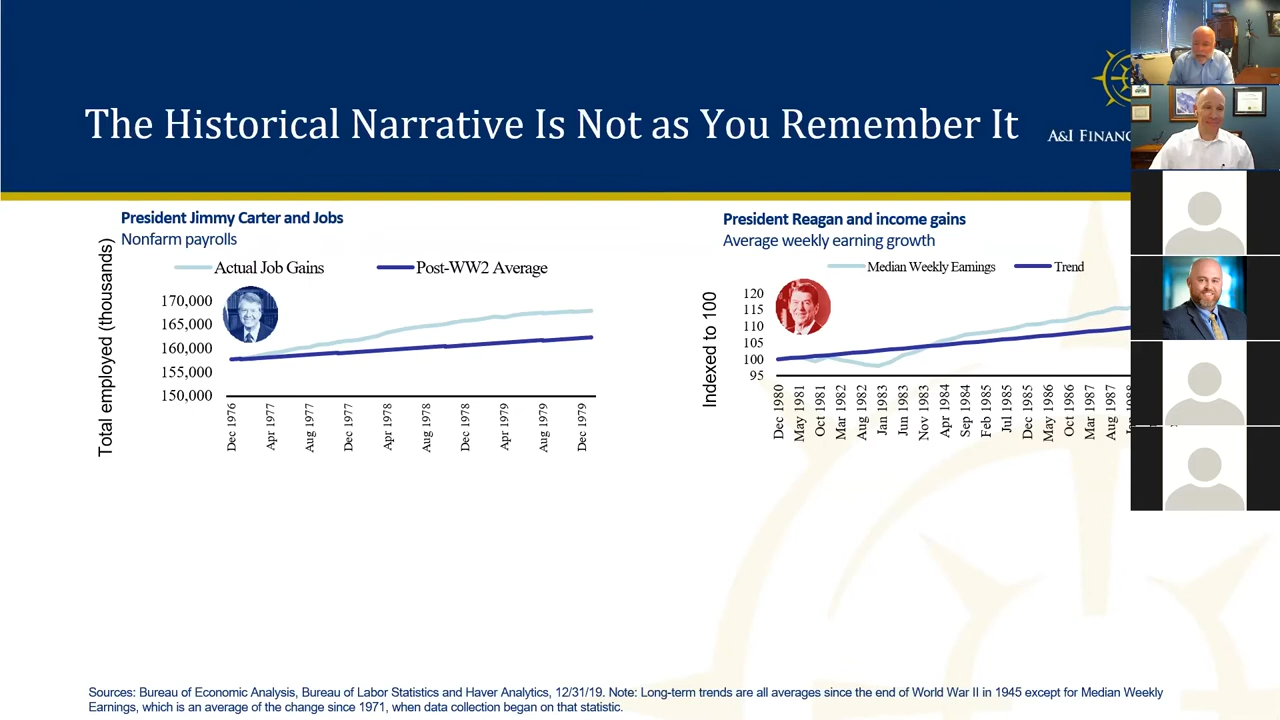 The Historical Narrative Is Not as You Remember It
A&I FINANC
President Jimmy Carter and Jobs
Nonfarm payrolls
Actual Job Gains
Post-WW2 Average
Total employed (thousands)
170,000
165,000
160,000
155,000
150,000
Dec 1976
Apr 1977
Aug 1977
Dec 1977
Apr 1978
Aug 1978
Dec 1978
Apr 1979
Aug 1979
Dec 1979
President Reagan and income gains
Average weekly earning growth
Median Weekly Earnings
Trend
Indexed to 100
120
115
110
105
100
95
Dec 1980
May 1981
Oct 1981
Mar 1982
Aug 1982
Jan 1983
Jun 1983
Nov 1983
Apr 1984
Sep 1984
Feb 1985
Jul 1985
Dec 1985
May 1986
Oct 1986
Mar 1987
Aug 1987
Sources: Bureau of Economic Analysis, Bureau of Labor Statistics and Haver Analytics, 12/31/19. Note: Long-term trends are all averages since the end of World War II in 1945 except for Median Weekly
Earnings, which is an average of the change since 1971, when data collection began on that statistic.